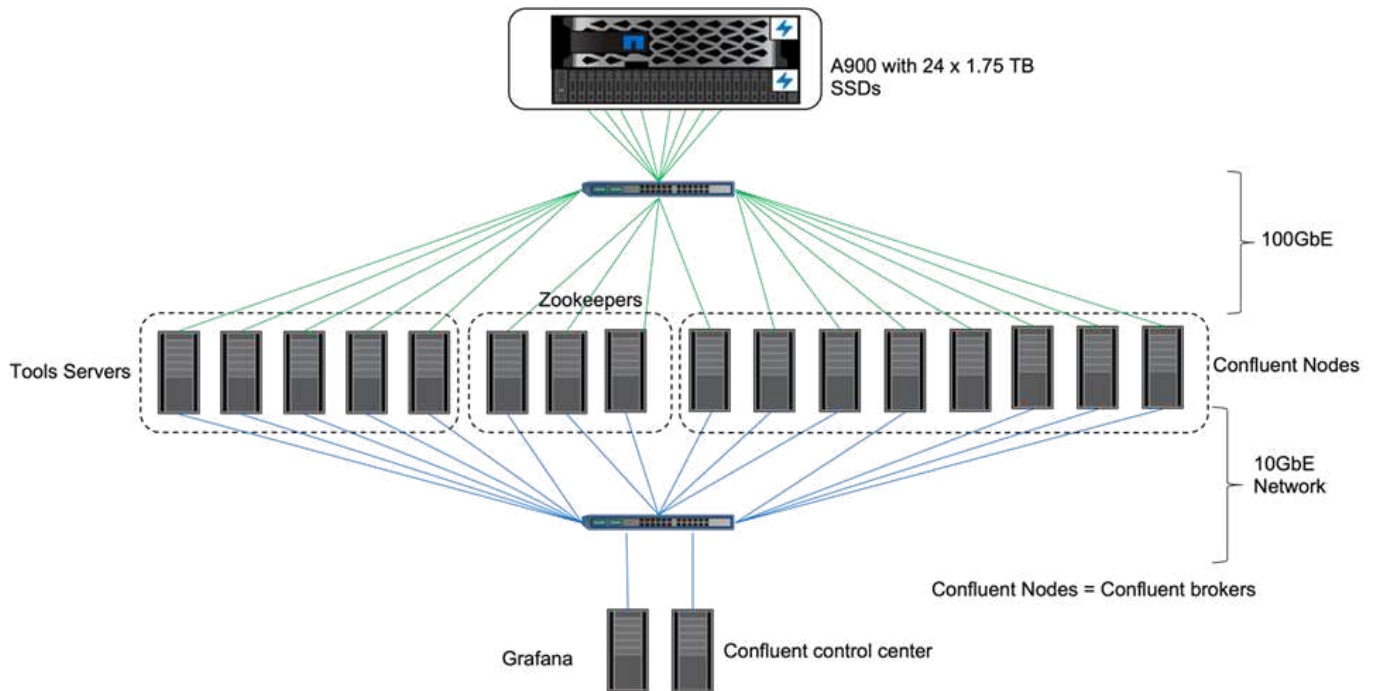 A900 with 24 x 1.75 TB
SSDs
100GbE
Zookeepers
Tools Servers
Confluent Nodes
10GbE
Network
Confluent Nodes = Confluent brokers
Grafana
Confluent control center